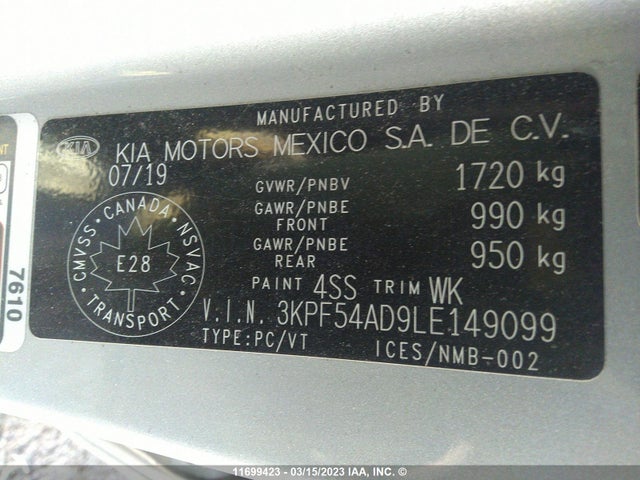 MANUFACTURED BY
KIA KIA MOTORS MEXICO S.A. DE C.V.
07/19
GVWR/PNBV 1720 kg
GAWR/PNBE FRONT 990 kg
GAWR/PNBE REAR 950 kg
PAINT 4SS TRIM WK
V.I.N. 3KPF54AD9LE149099
TYPE:PC/VT ICES/NMB-002
CMVSS • CANADA • NSVAC • TRANSPORT •
E28
7610
11699423 - 03/15/2023 IAA, INC. ©